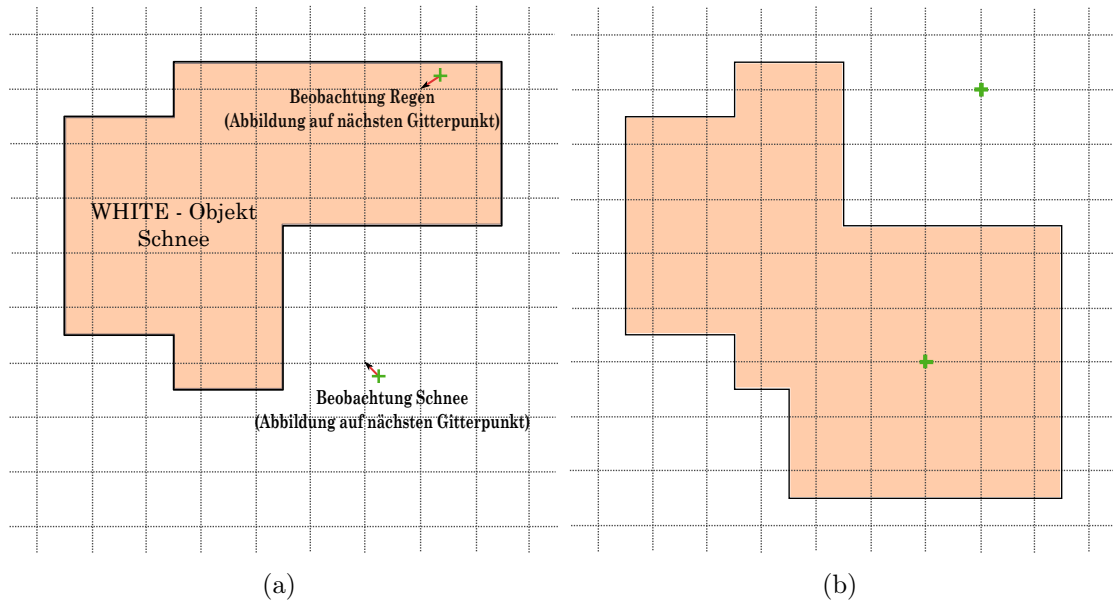 Beobachtung Regen
(Abbildung auf nächsten Gitterpunkt)
WHITE - Objekt
Schnee
Beobachtung Schnee
(Abbildung auf nächsten Gitterpunkt)
(a)
(b)